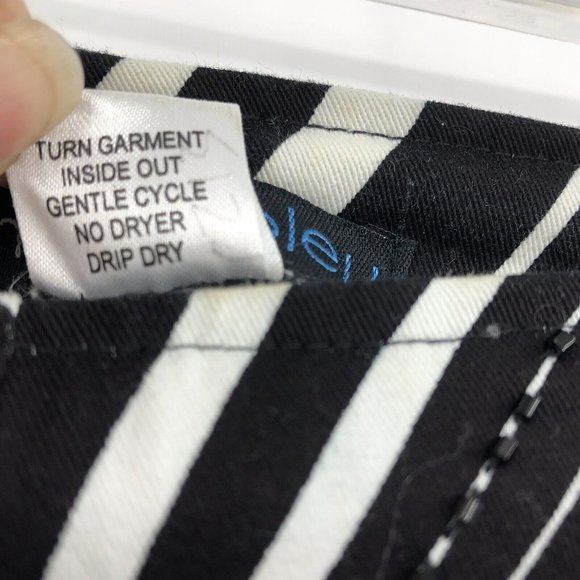 TURN GARMENT
INSIDE OUT
GENTLE CYCLE
NO DRYER
DRIP DRY